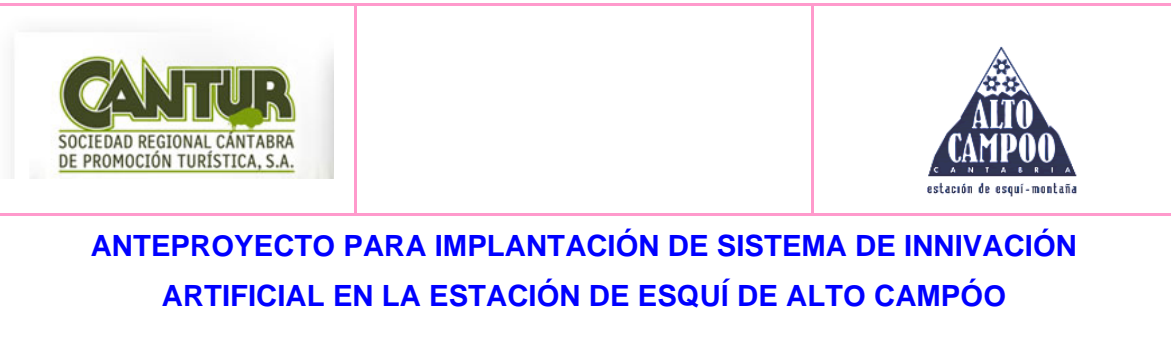 CANTUR
SOCIEDAD REGIONAL CÁNTABRA
DE PROMOCIÓN TURÍSTICA, S.A.
ALTO
CAMPOO
CANTABRIA
estación de esquí-montaña
ANTEPROYECTO PARA IMPLANTACIÓN DE SISTEMA DE INNIVACIÓN
ARTIFICIAL EN LA ESTACIÓN DE ESQUÍ DE ALTO CAMPÓO